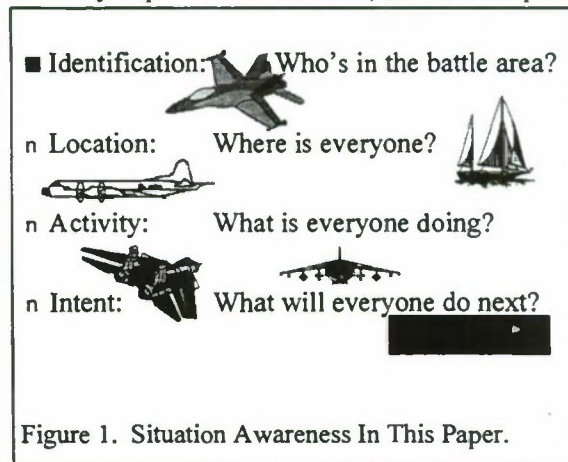 ■ Identification: Who's in the battle area?
n Location: Where is everyone?
n Activity: What is everyone doing?
n Intent: What will everyone do next?
Figure 1. Situation Awareness In This Paper.